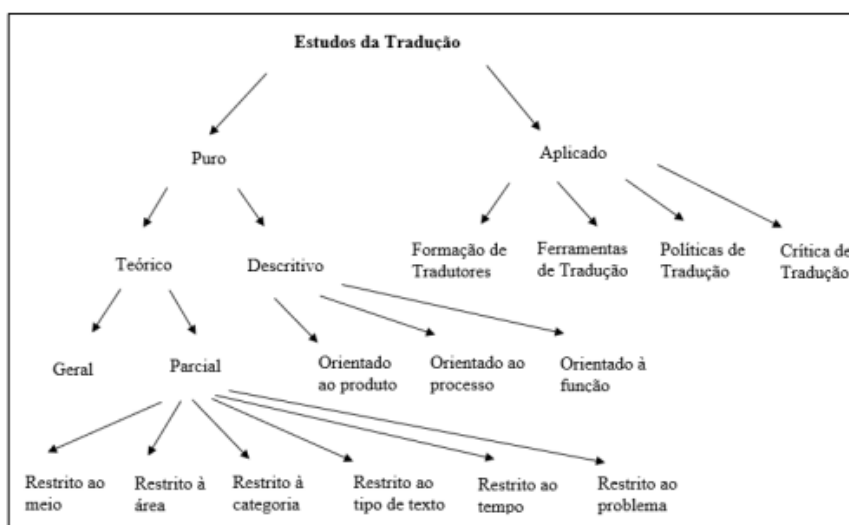 Estudos da Tradução
Puro
Aplicado
Teórico
Descritivo
Formação de
Tradutores
Ferramentas
de Tradução
Políticas de
Tradução
Crítica de
Tradução
Geral
Parcial
Orientado
ao produto
Orientado ao
processo
Orientado à
função
Restrito ao
meio
Restrito à
área
Restrito à
categoria
Restrito ao
tipo de texto
Restrito ao
tempo
Restrito ao
problema